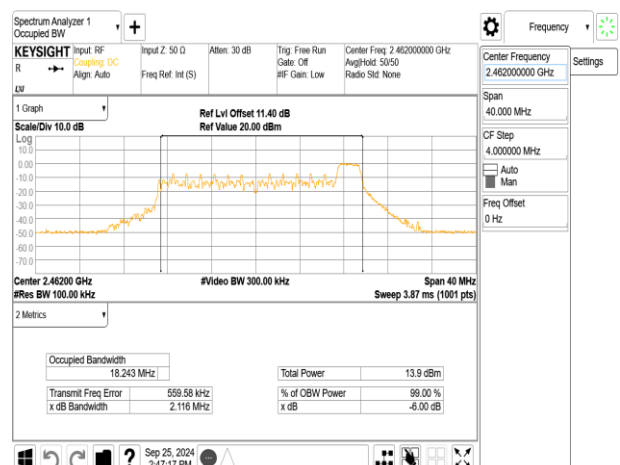 Spectrum Analyzer 1
Occupied BW
Frequency
KEYSIGHT
Input: RF
Coupling: DC
Align: Auto
Input Z: 50 Ω
Freq Ref: Int (S)
Atten: 30 dB
Trig: Free Run
Gate: Off
#IF Gain: Low
Center Freq: 2.462000000 GHz
Avg|Hold: 50/50
Radio Std: None
R
Center Frequency
2.462000000 GHz
Settings
Span
40.000 MHz
CF Step
4.000000 MHz
Auto
Man
Freq Offset
0 Hz
1 Graph
Scale/Div 10.0 dB
Ref Lvl Offset 11.40 dB
Ref Value 20.00 dBm
Log
10.0
0.00
-10.0
-20.0
-30.0
-40.0
-50.0
-60.0
-70.0
Center 2.46200 GHz
#Video BW 300.00 kHz
Span 40 MHz
#Res BW 100.00 kHz
Sweep 3.87 ms (1001 pts)
2 Metrics
Occupied Bandwidth
18.243 MHz
Total Power 13.9 dBm
Transmit Freq Error 559.58 kHz
% of OBW Power 99.00 %
x dB Bandwidth 2.116 MHz
x dB -6.00 dB
?
Sep 25, 2024
2:47:17 PM